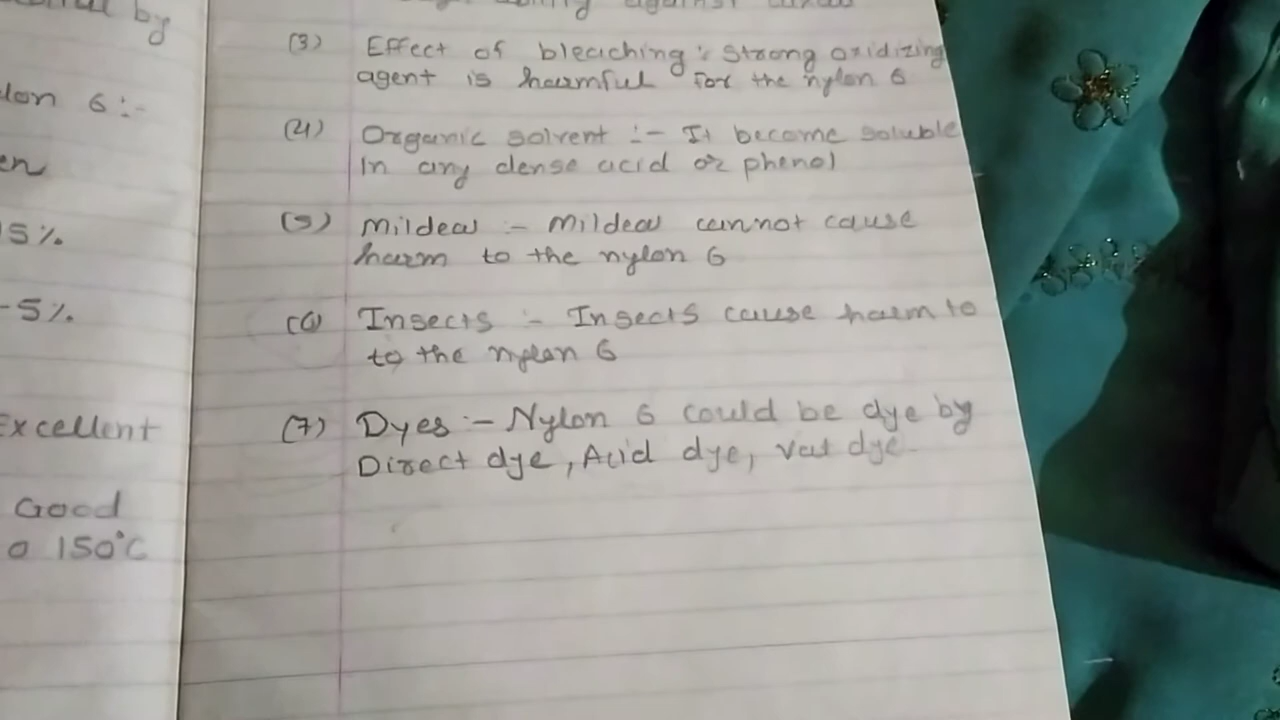 by
lon 6:-
en
5%.
-5%.
Excellent
Good
o 150°C
against
(3) Effect of bleaching: Strong oxidizing
agent is harmful for the nylon 6
(4) Organic solvent :- It become soluble
In any dense acid or phenol
(5) Mildew :- Mildew cannot cause
harm to the nylon 6
(6) Insects :- Insects cause harm to
to the nylon 6
(7) Dyes :- Nylon 6 could be dye by
Direct dye, Acid dye, Vat dye.